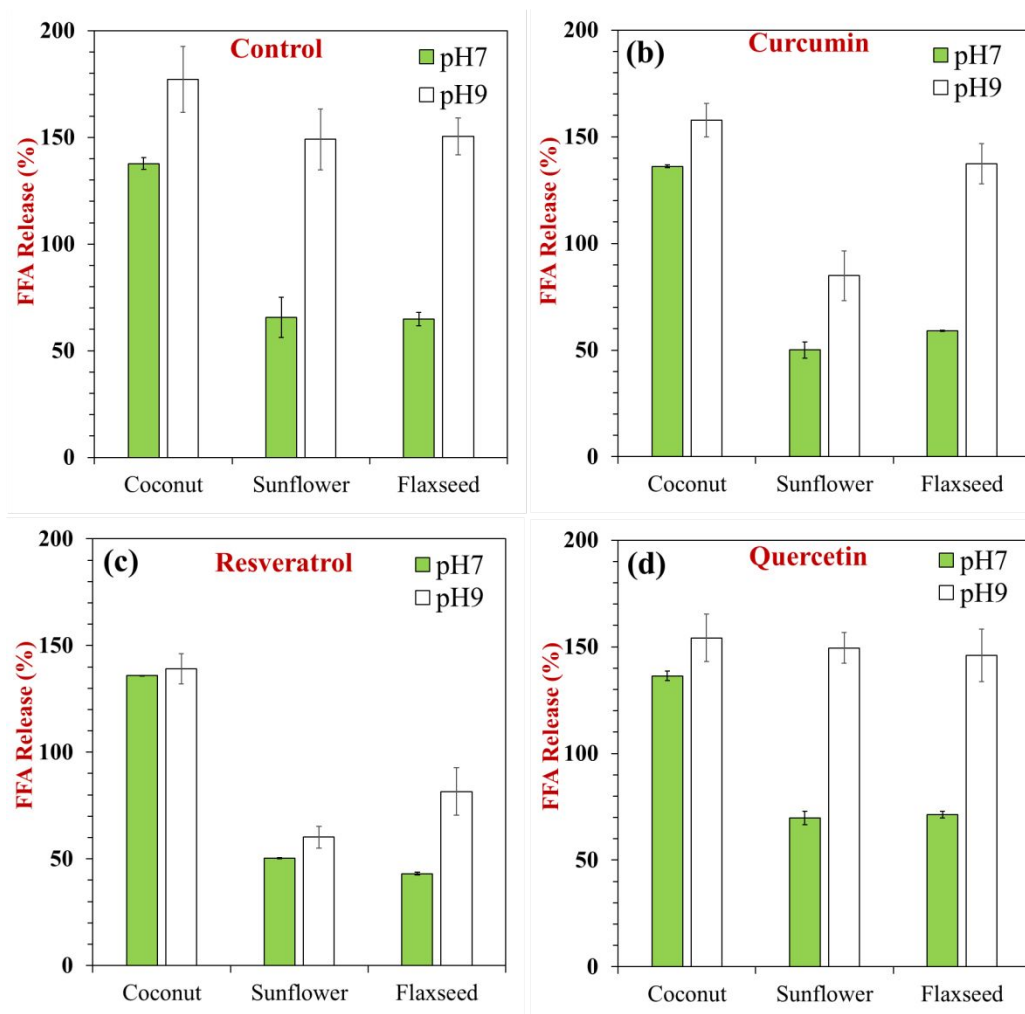 Control
pH7
pH9
FFA Release (%)
200
150
100
50
0
Coconut Sunflower Flaxseed
(b) Curcumin
pH7
pH9
FFA Release (%)
200
150
100
50
0
Coconut Sunflower Flaxseed
(c) Resveratrol
pH7
pH9
FFA Release (%)
200
150
100
50
0
Coconut Sunflower Flaxseed
(d) Quercetin
pH7
pH9
FFA Release (%)
200
150
100
50
0
Coconut Sunflower Flaxseed